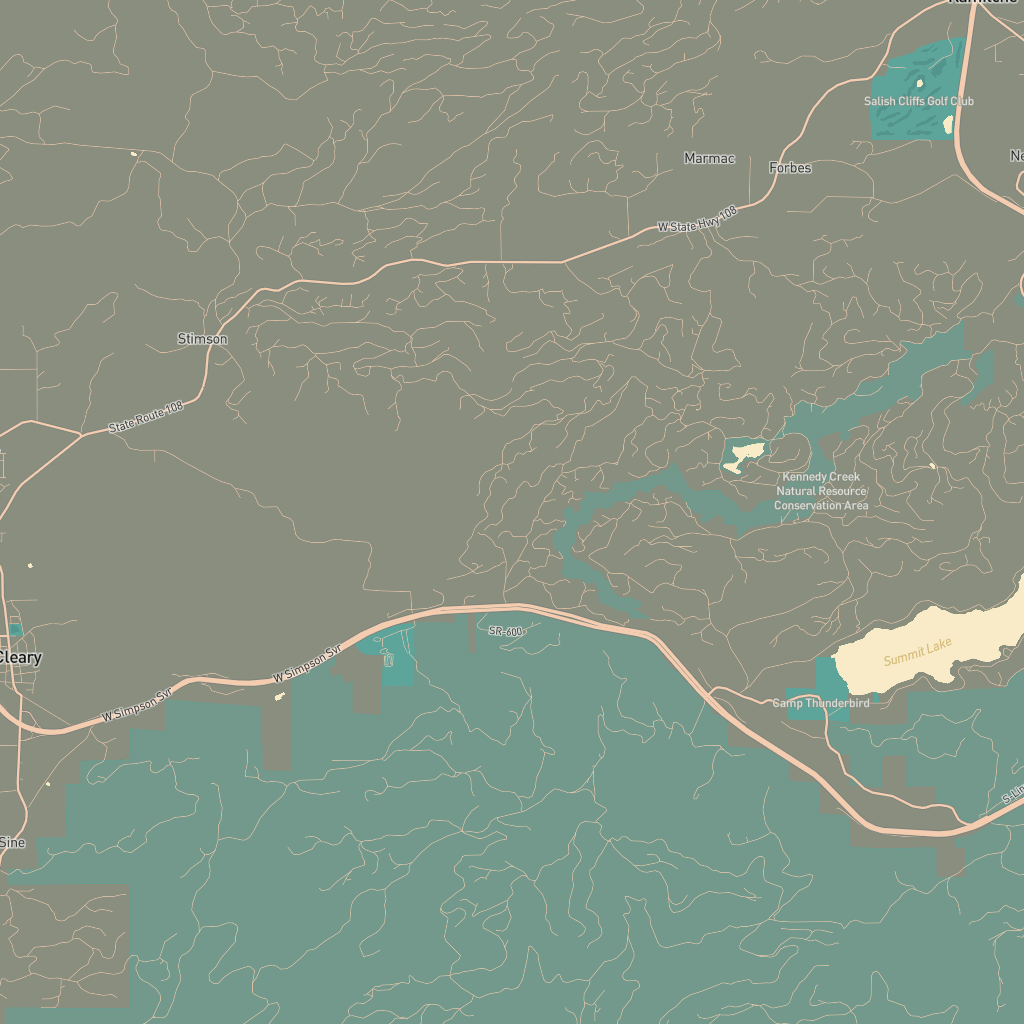 Salish Cliffs Golf Club
Marmac
Forbes
W State Hwy 108
Stimson
State Route 108
Kennedy Creek
Natural Resource
Conservation Area
SR-600
Cleary
W Simpson Svr
Summit Lake
W Simpson Svr
Camp Thunderbird
Sine